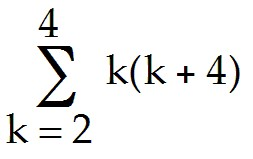 4
∑ k(k + 4)
k = 2